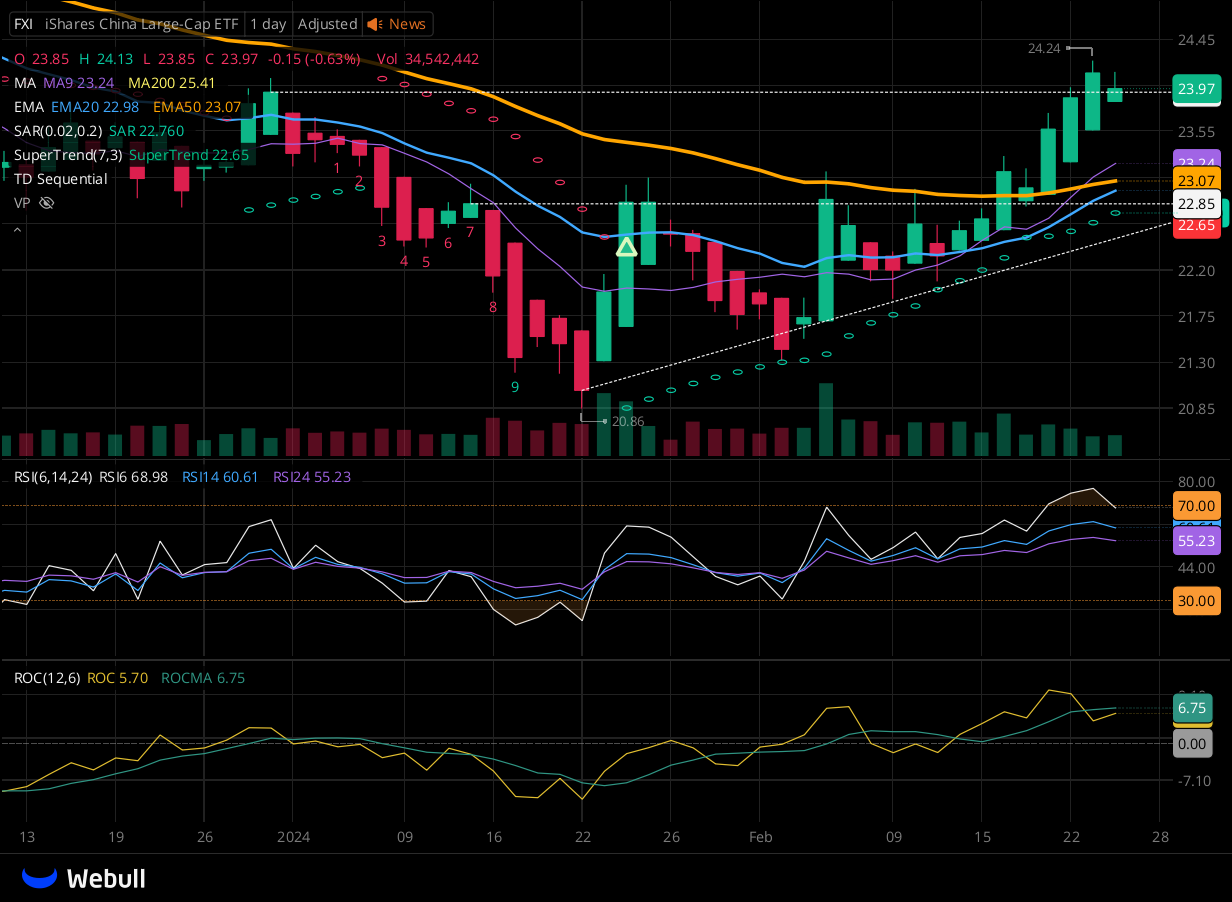 FXI iShares China Large-Cap ETF 1 day Adjusted News
O 23.85 H 24.13 L 23.85 C 23.97 -0.15 (-0.63%) Vol 34,542,442
MA MA9 23.24 MA200 25.41
EMA EMA20 22.98 EMA50 23.07
SAR(0.02,0.2) SAR 22.760
SuperTrend(7,3) SuperTrend 22.65
TD Sequential
VP
24.24
24.45
23.97
23.55
23.24
23.07
22.85
22.65
22.20
21.75
21.30
20.85
1
2
3
4
5
6
7
8
9
20.86
RSI(6,14,24) RSI6 68.98 RSI14 60.61 RSI24 55.23
80.00
70.00
55.23
44.00
30.00
ROC(12,6) ROC 5.70 ROCMA 6.75
6.75
0.00
-7.10
13 19 26 2024 09 16 22 26 Feb 09 15 22 28
Webull